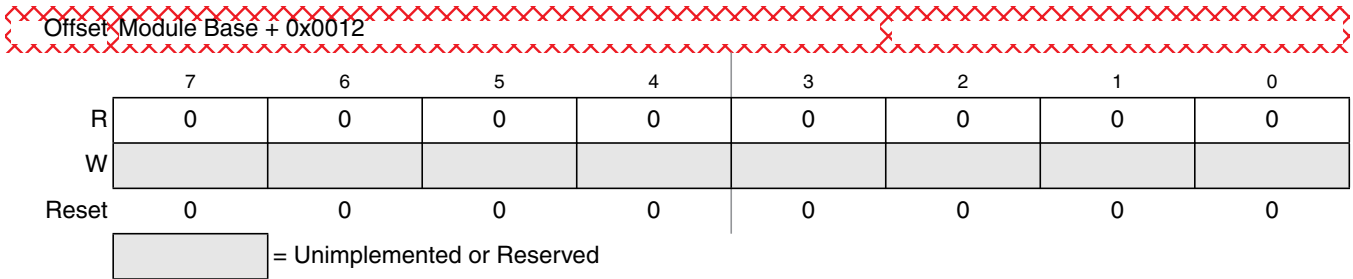 Offset Module Base + 0x0012
7 6 5 4 3 2 1 0
R 0 0 0 0 0 0 0 0
W
Reset 0 0 0 0 0 0 0 0
= Unimplemented or Reserved